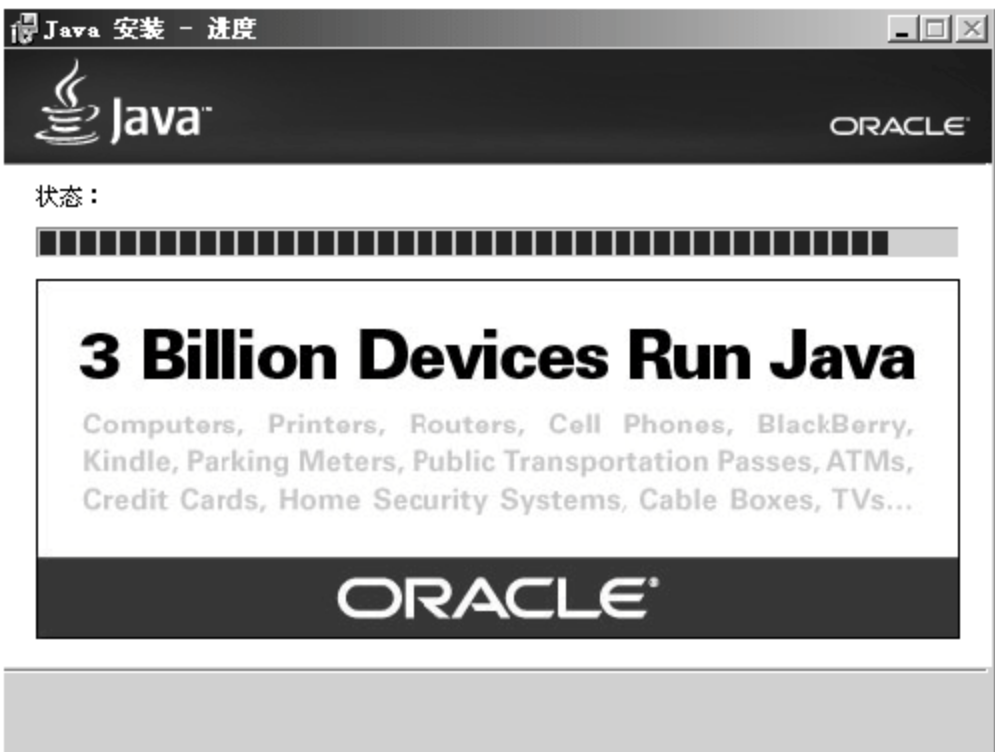 Java 安装 - 进度
Java™
ORACLE®
状态：
3 Billion Devices Run Java
Computers, Printers, Routers, Cell Phones, BlackBerry,
Kindle, Parking Meters, Public Transportation Passes, ATMs,
Credit Cards, Home Security Systems, Cable Boxes, TVs...
ORACLE®